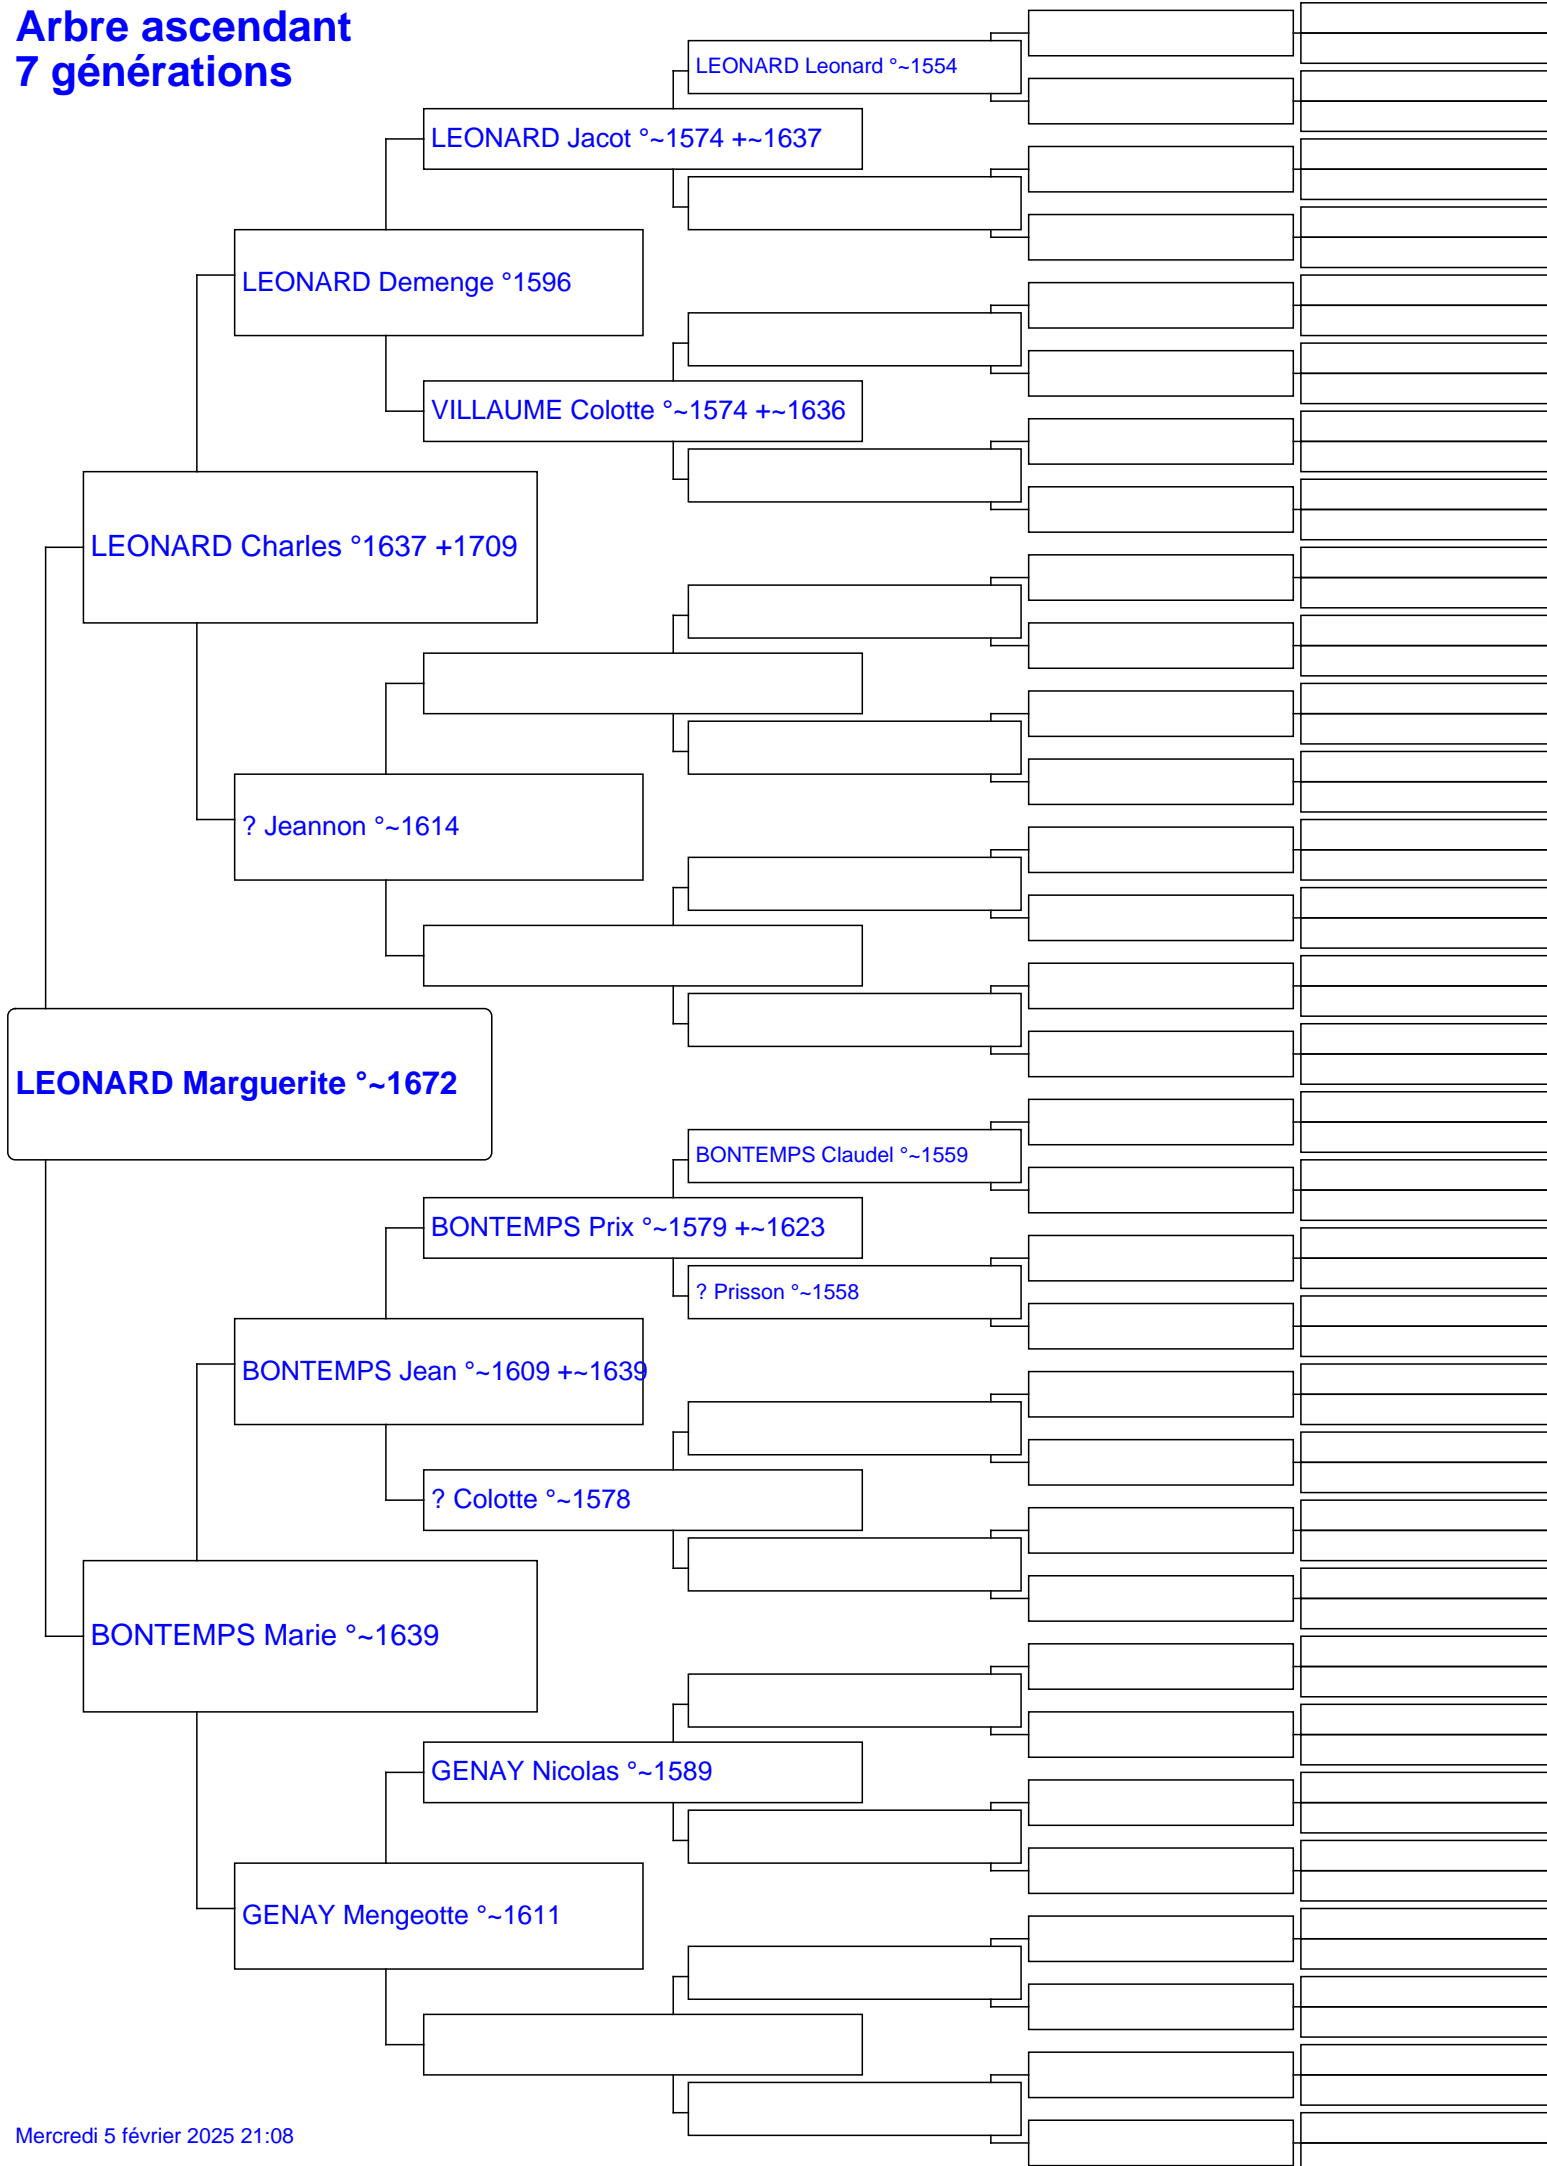 Arbre ascendant
7 générations
LEONARD Leonard °~1554
LEONARD Jacot °~1574 +~1637
LEONARD Demenge °1596
VILLAUME Colotte °~1574 +~1636
LEONARD Charles °1637 +1709
? Jeannon °~1614
LEONARD Marguerite °~1672
BONTEMPS Claudel °~1559
BONTEMPS Prix °~1579 +~1623
? Prisson °~1558
BONTEMPS Jean °~1609 +~1639
? Colotte °~1578
BONTEMPS Marie °~1639
GENAY Nicolas °~1589
GENAY Mengeotte °~1611
Mercredi 5 février 2025 21:08